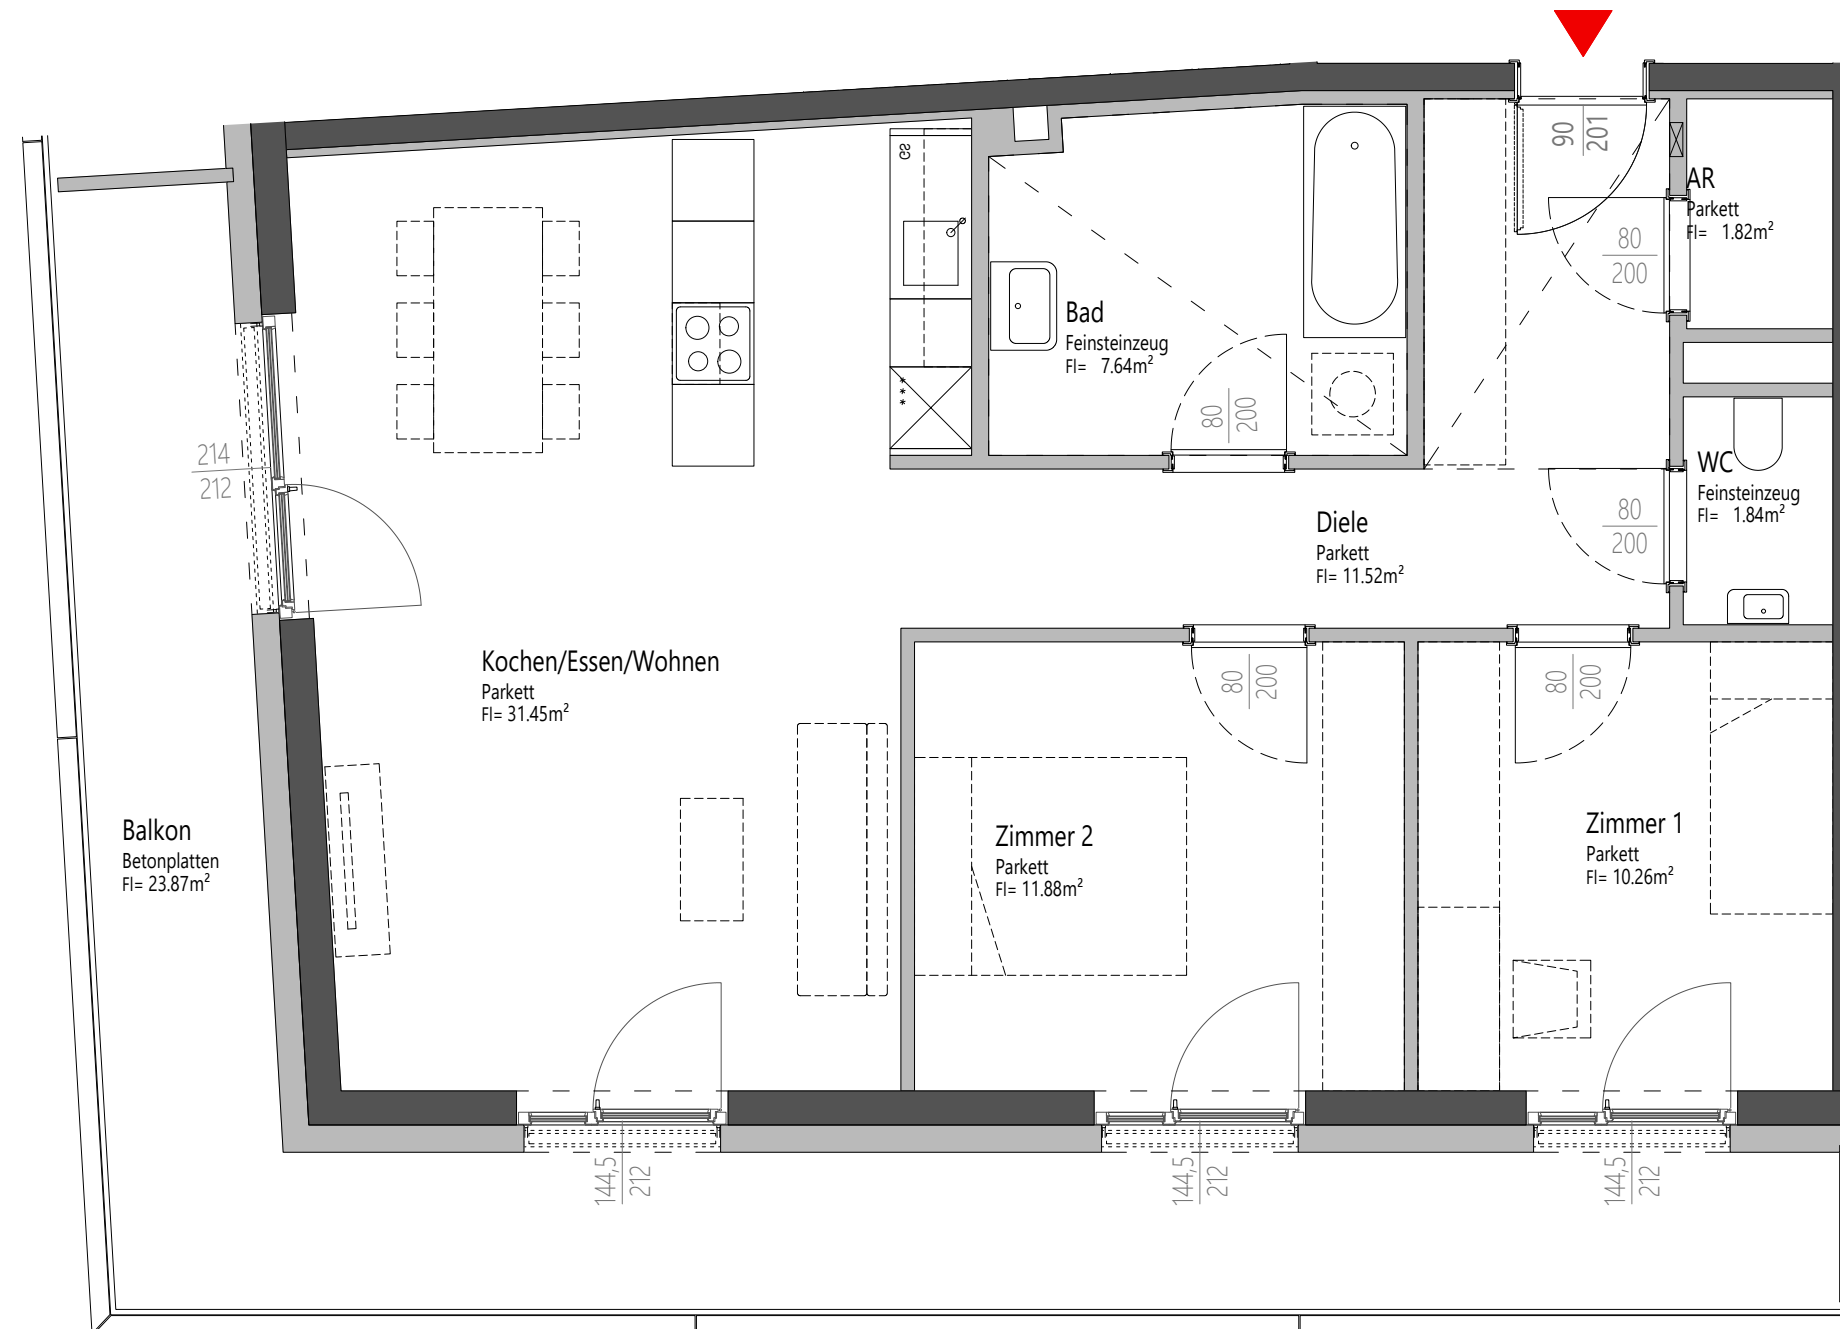 90
201
GS
AR
Parkett
Fl= 1.82m²
80
200
Bad
Feinsteinzeug
Fl= 7.64m²
***
80
200
214
212
WC
Feinsteinzeug
Fl= 1.84m²
80
200
Diele
Parkett
Fl= 11.52m²
Kochen/Essen/Wohnen
Parkett
Fl= 31.45m²
80
200
80
200
Balkon
Betonplatten
Fl= 23.87m²
Zimmer 2
Parkett
Fl= 11.88m²
Zimmer 1
Parkett
Fl= 10.26m²
144,5
212
144,5
212
144,5
212